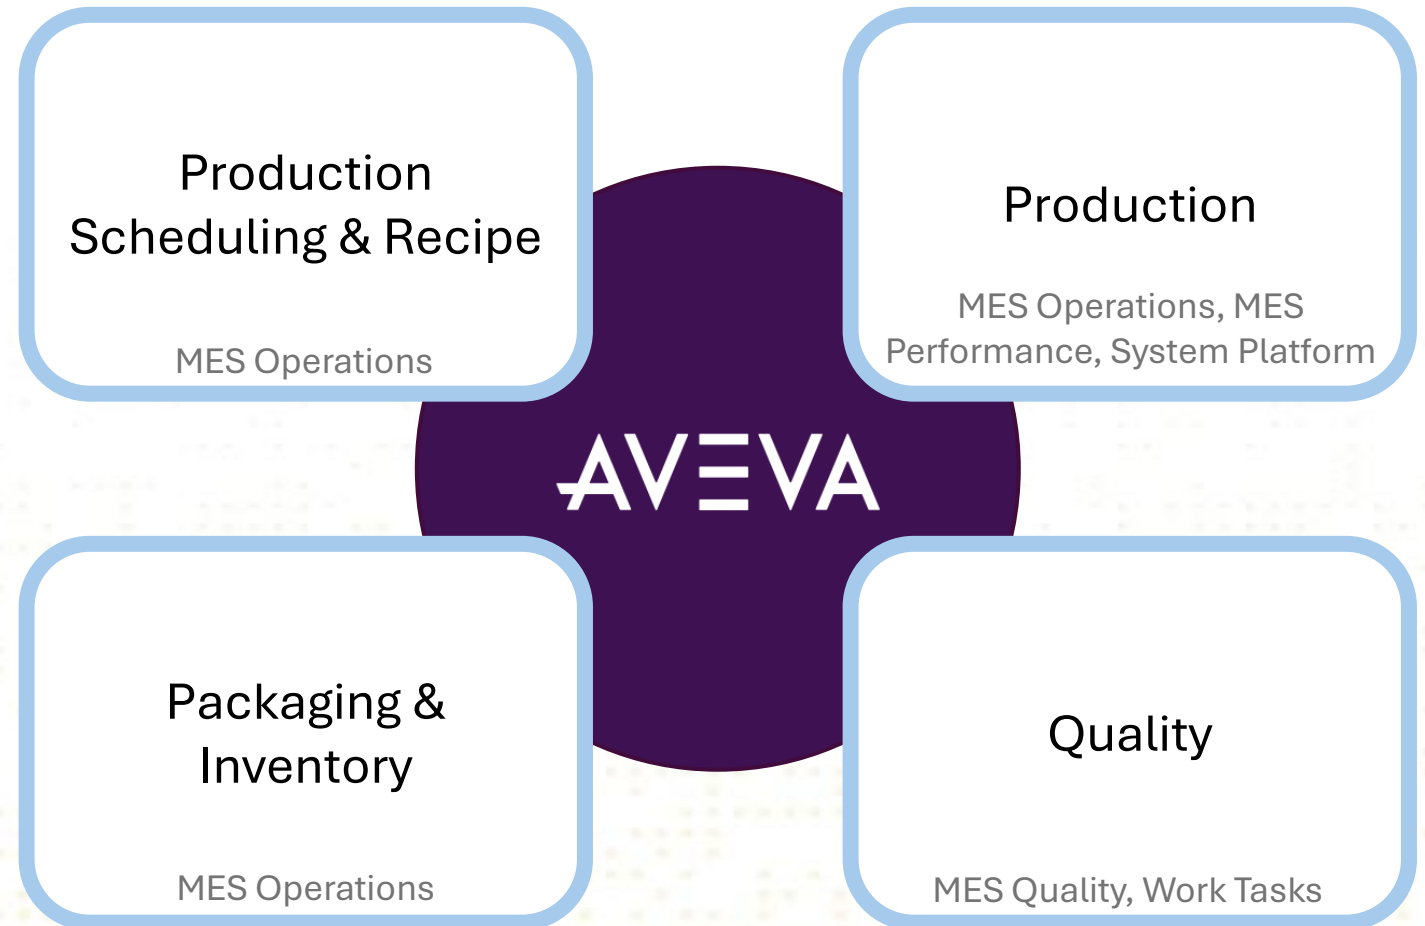 Production
Scheduling & Recipe
MES Operations
Production
MES Operations, MES
Performance, System Platform
AVEVA
Packaging &
Inventory
MES Operations
Quality
MES Quality, Work Tasks